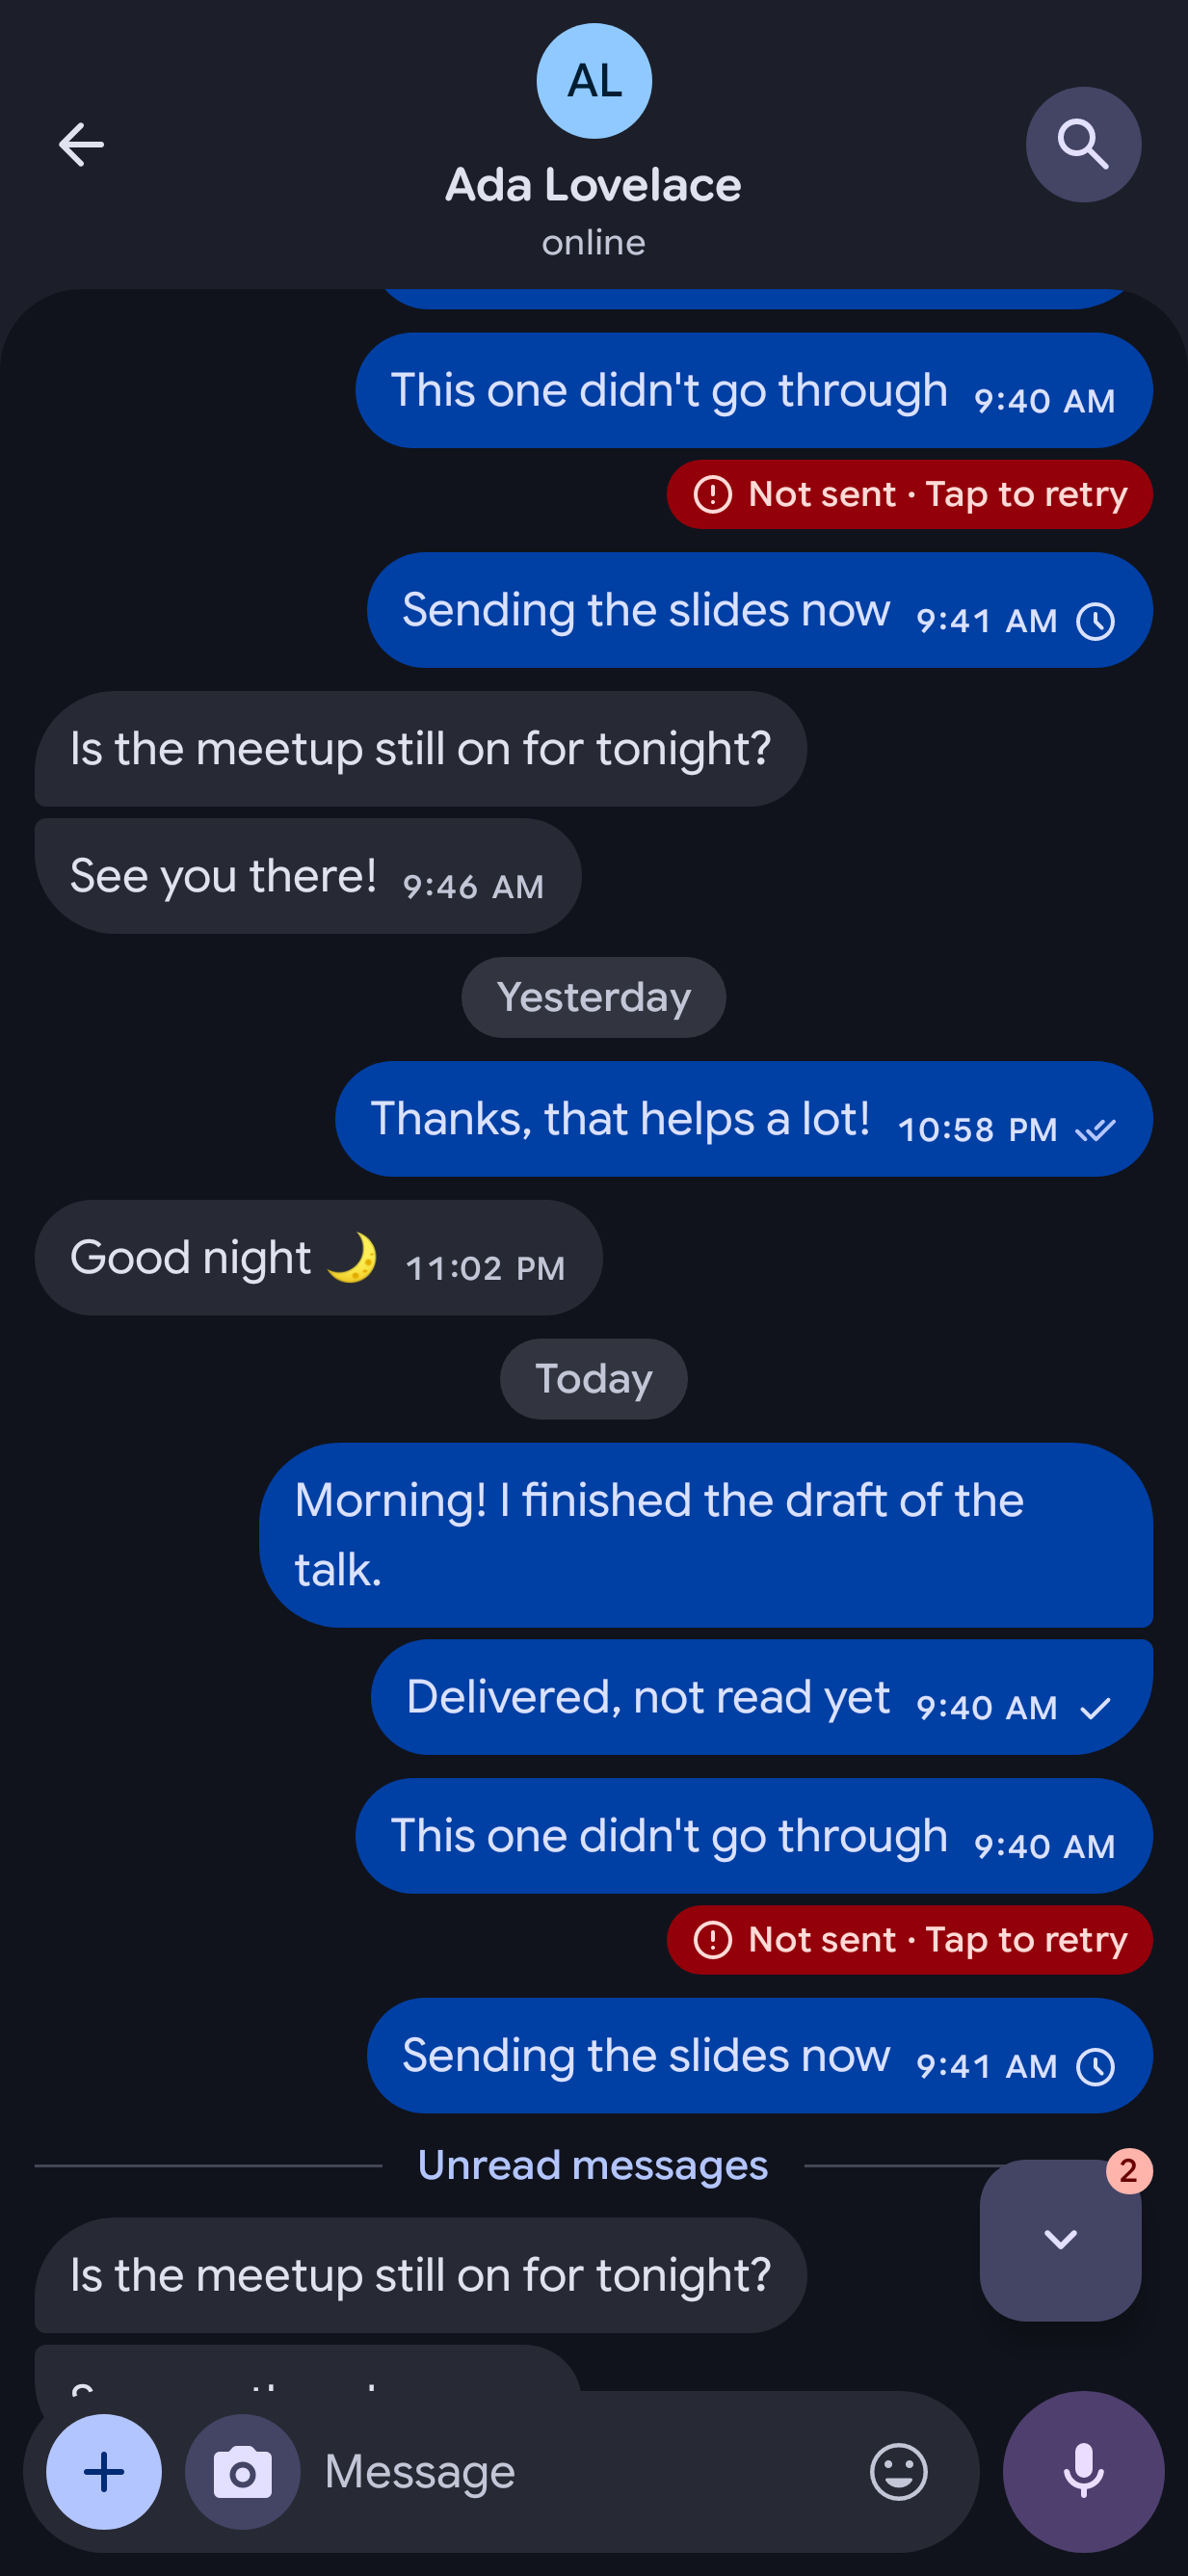 AL
Ada Lovelace
online
This one didn't go through 9:40 AM
Not sent · Tap to retry
Sending the slides now 9:41 AM
Is the meetup still on for tonight?
See you there! 9:46 AM
Yesterday
Thanks, that helps a lot! 10:58 PM
Good night 🌙 11:02 PM
Today
Morning! I finished the draft of the
talk.
Delivered, not read yet 9:40 AM
This one didn't go through 9:40 AM
Not sent · Tap to retry
Sending the slides now 9:41 AM
Unread messages
2
Is the meetup still on for tonight?
Message